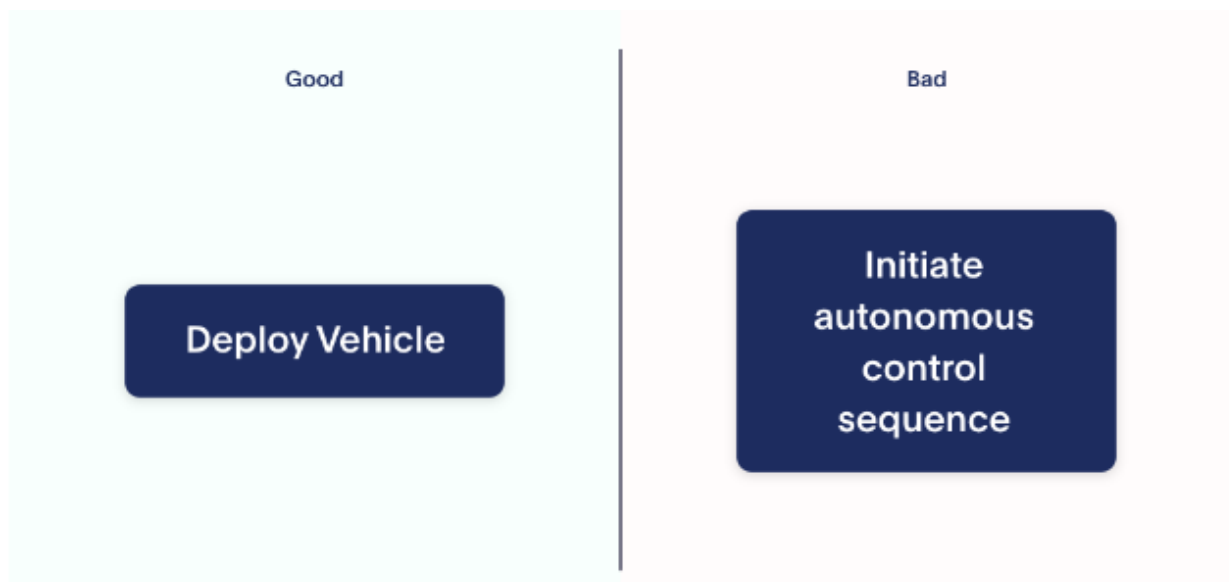 Good
Deploy Vehicle
Bad
Initiate
autonomous
control
sequence